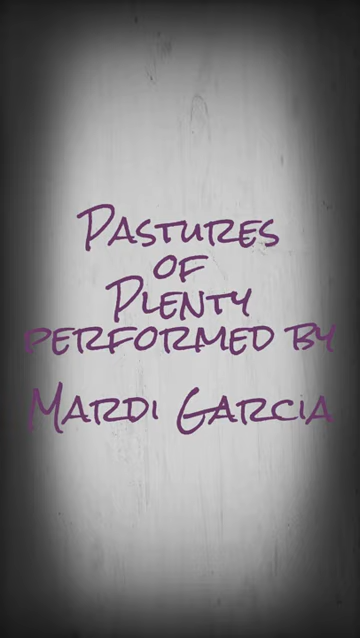 Pastures
of
Plenty
performed by
Mardi Garcia